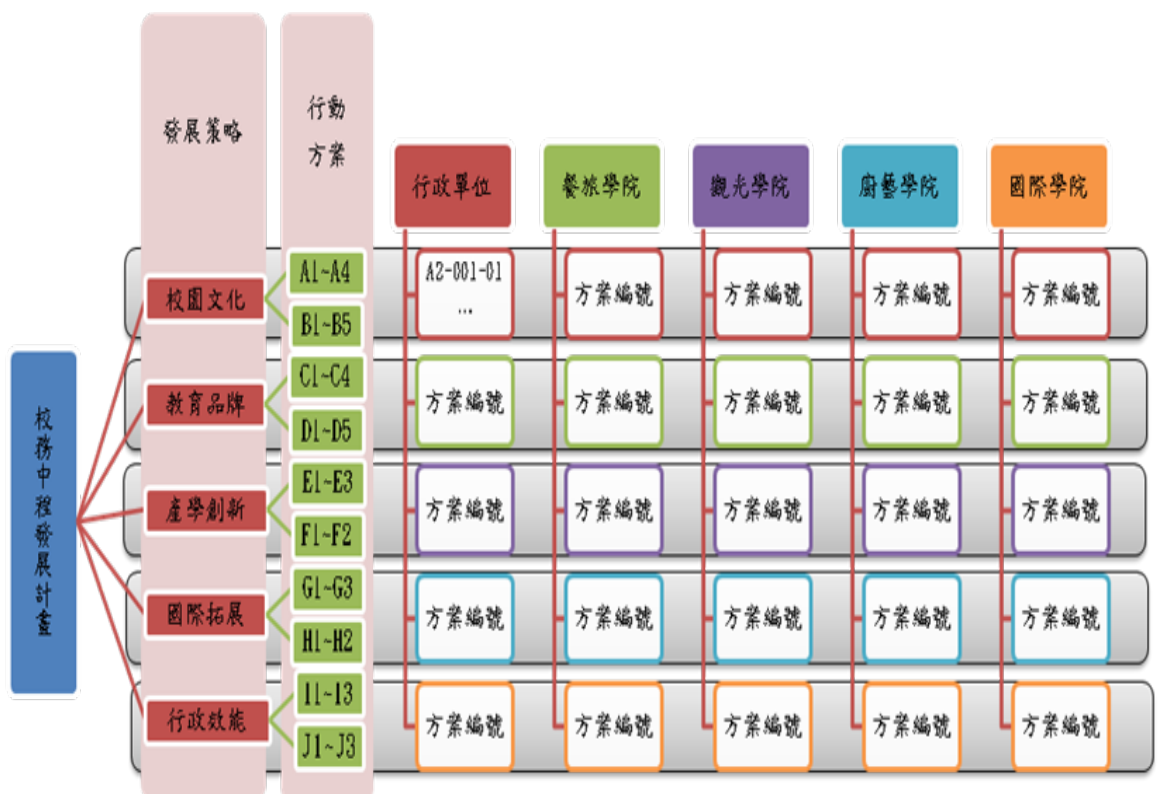 發展策略
行動
方案
行政單位
餐旅學院
觀光學院
廚藝學院
國際學院
校務中程發展計畫
校園文化
A1~A4
B1~B5
A2-001-01
...
方案編號
方案編號
方案編號
方案編號
教育品牌
C1~C4
D1~D5
方案編號
方案編號
方案編號
方案編號
方案編號
產學創新
E1~E3
F1~F2
方案編號
方案編號
方案編號
方案編號
方案編號
國際拓展
G1~G3
H1~H2
方案編號
方案編號
方案編號
方案編號
方案編號
行政效能
I1~I3
J1~J3
方案編號
方案編號
方案編號
方案編號
方案編號